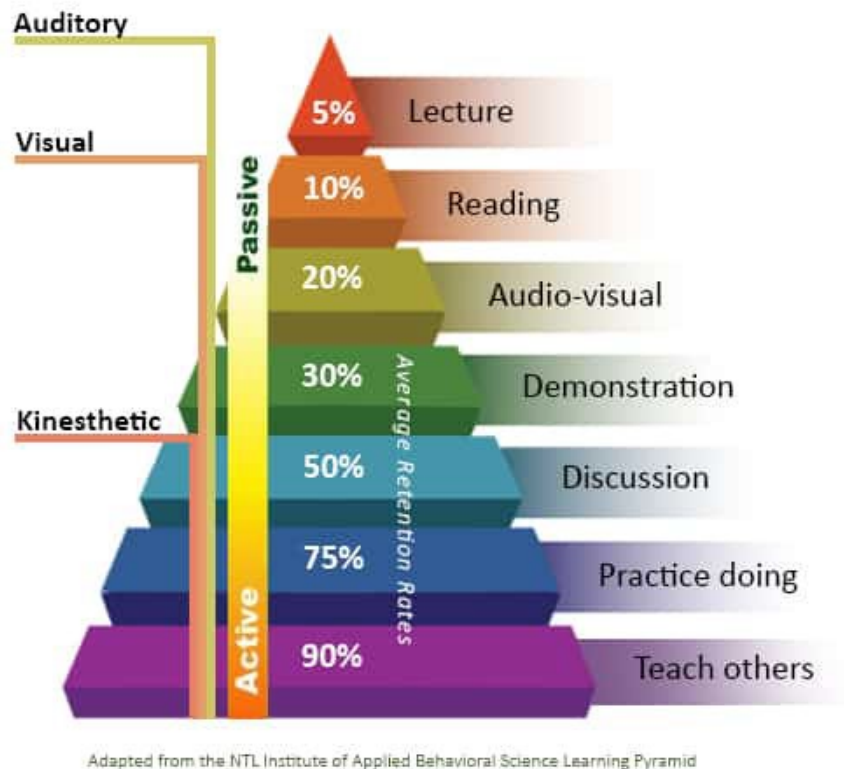 Auditory
5%
Lecture
Visual
Passive
10%
Reading
20%
Audio-visual
30%
Average Retention Rates
Demonstration
Kinesthetic
50%
Discussion
75%
Practice doing
Active
90%
Teach others
Adapted from the NTL Institute of Applied Behavioral Science Learning Pyramid